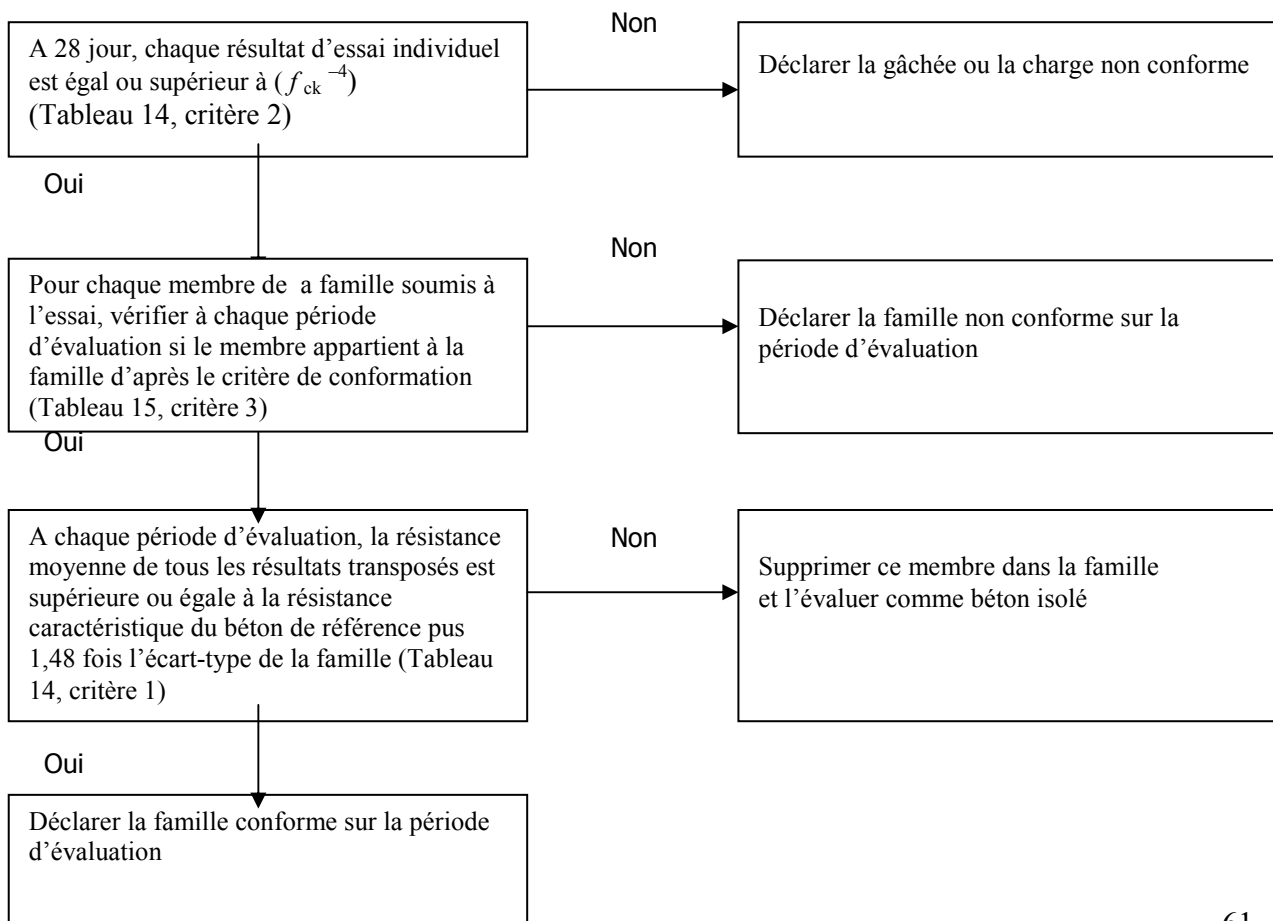 Non
A 28 jour, chaque résultat d’essai individuel
est égal ou supérieur à (f ck –4)
(Tableau 14, critère 2)
Déclarer la gâchée ou la charge non conforme
Oui
Non
Pour chaque membre de a famille soumis à
l’essai, vérifier à chaque période
d’évaluation si le membre appartient à la
famille d’après le critère de conformation
(Tableau 15, critère 3)
Déclarer la famille non conforme sur la
période d’évaluation
Oui
Non
A chaque période d’évaluation, la résistance
moyenne de tous les résultats transposés est
supérieure ou égale à la résistance
caractéristique du béton de référence pus
1,48 fois l’écart-type de la famille (Tableau
14, critère 1)
Supprimer ce membre dans la famille
et l’évaluer comme béton isolé
Oui
Déclarer la famille conforme sur la période
d’évaluation
61